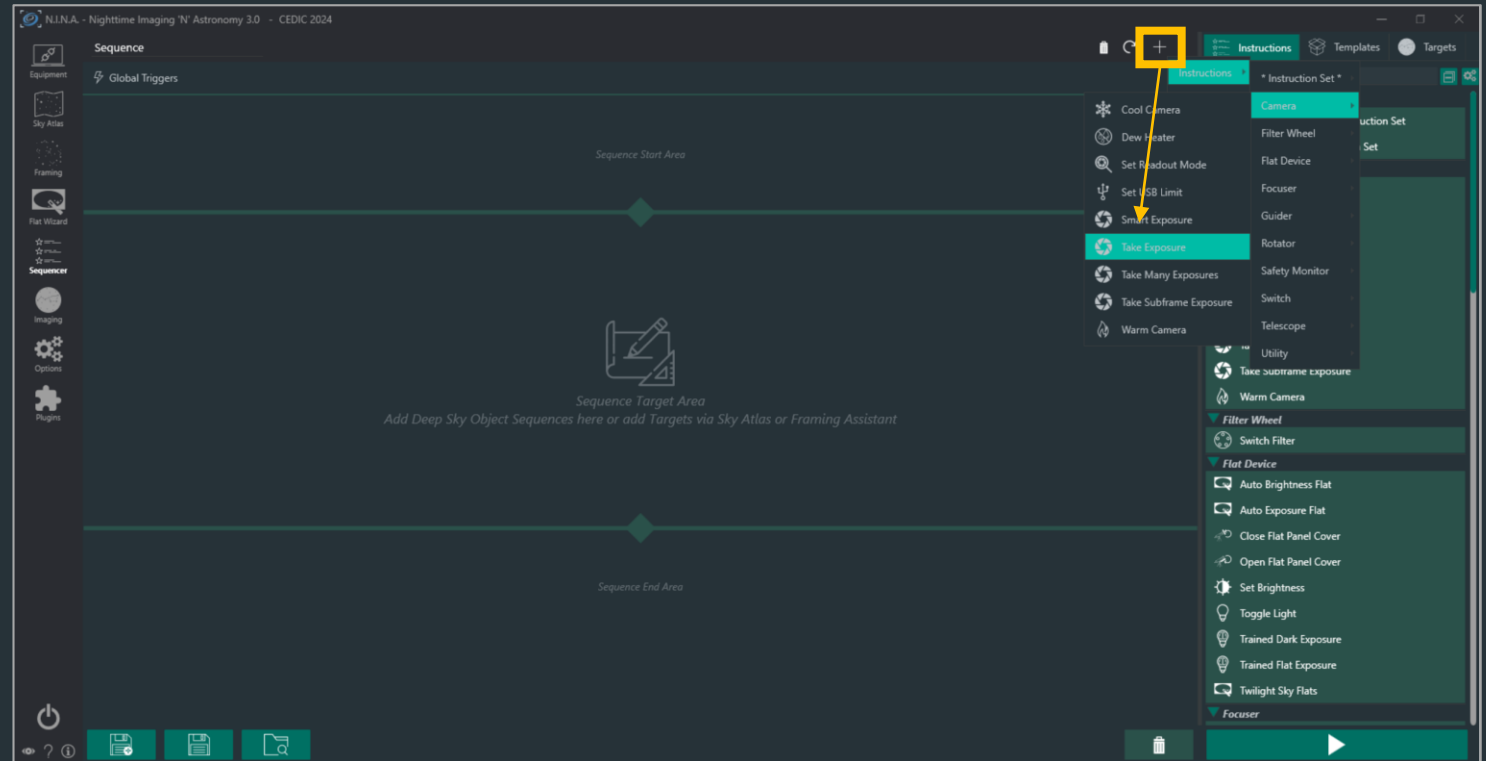 N.I.N.A. - Nighttime Imaging 'N' Astronomy 3.0 - CEDIC 2024
Equipment
Sky Atlas
Framing
Flat Wizard
Sequencer
Imaging
Options
Plugins
Sequence
Global Triggers
Sequence Start Area
Sequence Target Area
Add Deep Sky Object Sequences here or add Targets via Sky Atlas or Framing Assistant
Sequence End Area
Instructions
Cool Camera
Dew Heater
Set Readout Mode
Set USB Limit
Smart Exposure
Take Exposure
Take Many Exposures
Take Subframe Exposure
Warm Camera
* Instruction Set *
Camera
Filter Wheel
Flat Device
Focuser
Guider
Rotator
Safety Monitor
Switch
Telescope
Utility
Instructions
Templates
Targets
Set
Set
Take Subframe Exposure
Warm Camera
Filter Wheel
Switch Filter
Flat Device
Auto Brightness Flat
Auto Exposure Flat
Close Flat Panel Cover
Open Flat Panel Cover
Set Brightness
Toggle Light
Trained Dark Exposure
Trained Flat Exposure
Twilight Sky Flats
Focuser